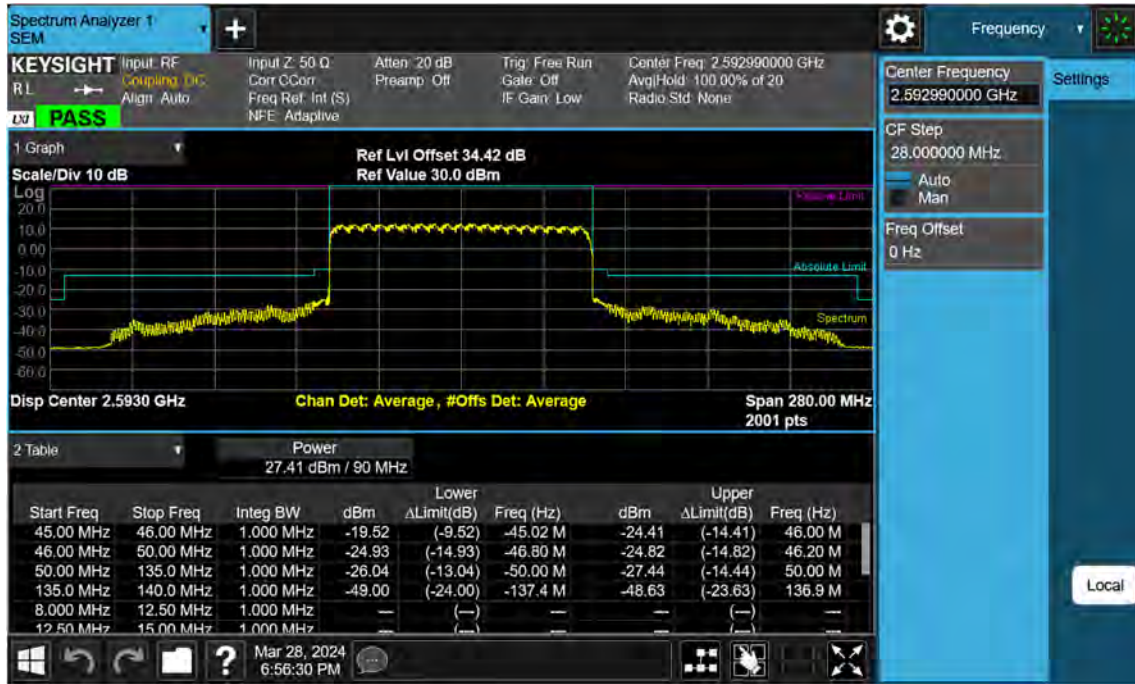 Spectrum Analyzer 1
SEM
+
Frequency
KEYSIGHT
RL
LXI
PASS
Input: RF
Coupling: DC
Align: Auto
Input Z: 50 Ω
Corr CCorr
Freq Ref: Int (S)
NFE: Adaptive
Atten: 20 dB
Preamp: Off
Trig: Free Run
Gate: Off
IF Gain: Low
Center Freq: 2.592990000 GHz
Avg|Hold: 100.00% of 20
Radio Std: None
Center Frequency
2.592990000 GHz
Settings
CF Step
28.000000 MHz
Auto
Man
Freq Offset
0 Hz
1 Graph
Scale/Div 10 dB
Ref Lvl Offset 34.42 dB
Ref Value 30.0 dBm
Log
20.0
10.0
0.00
-10.0
-20.0
-30.0
-40.0
-50.0
-60.0
Relative Limit
Absolute Limit
Spectrum
Disp Center 2.5930 GHz
Chan Det: Average, #Offs Det: Average
Span 280.00 MHz
2001 pts
2 Table
Power
27.41 dBm / 90 MHz
Lower Upper
Start Freq Stop Freq Integ BW dBm ΔLimit(dB) Freq (Hz) dBm ΔLimit(dB) Freq (Hz)
45.00 MHz 46.00 MHz 1.000 MHz -19.52 (-9.52) -45.02 M -24.41 (-14.41) 46.00 M
46.00 MHz 50.00 MHz 1.000 MHz -24.93 (-14.93) -46.80 M -24.82 (-14.82) 46.20 M
50.00 MHz 135.0 MHz 1.000 MHz -26.04 (-13.04) -50.00 M -27.44 (-14.44) 50.00 M
135.0 MHz 140.0 MHz 1.000 MHz -49.00 (-24.00) -137.4 M -48.63 (-23.63) 136.9 M
8.000 MHz 12.50 MHz 1.000 MHz — (—) — — (—) —
12.50 MHz 15.00 MHz 1.000 MHz — (—) — — (—) —
Local
?
Mar 28, 2024
6:56:30 PM